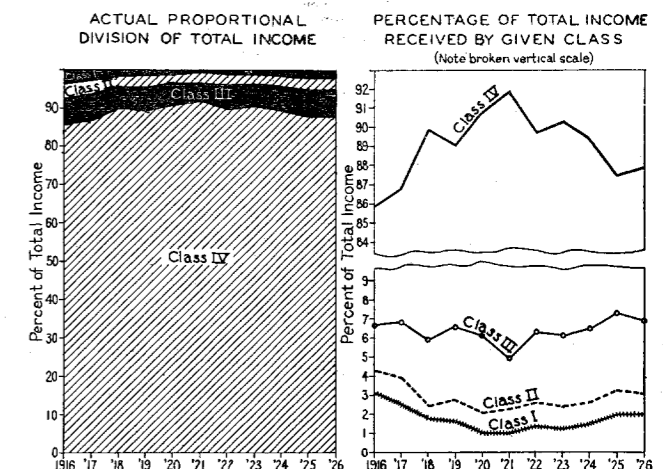 ACTUAL PROPORTIONAL
DIVISION OF TOTAL INCOME
Class I
Class II
Class III
Class IV
Percent of Total Income
90
80
70
60
50
40
30
20
10
0
1916 '17 '18 '19 '20 '21 '22 '23 '24 '25 '26
PERCENTAGE OF TOTAL INCOME
RECEIVED BY GIVEN CLASS
(Note broken vertical scale)
Class IV
Class III
Class II
Class I
Percent of Total Income
92
91
90
89
88
87
86
85
84
9
8
7
6
5
4
3
2
1
0
1916 '17 '18 '19 '20 '21 '22 '23 '24 '25 '26